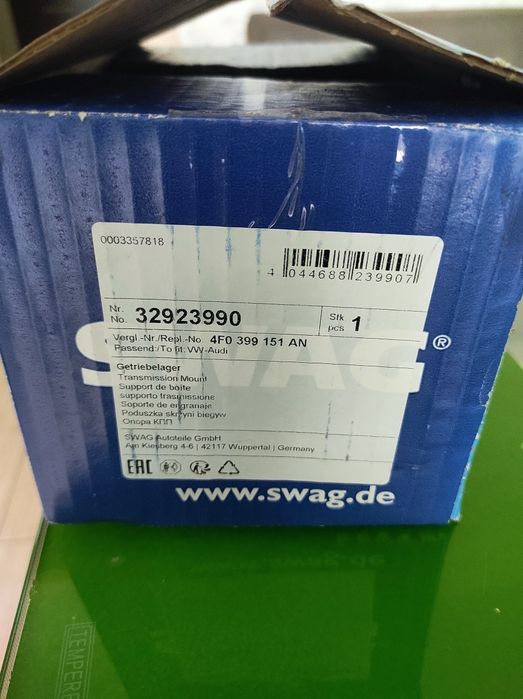 0003357818
4 044688 239907
Nr.
No. 32923990
Stk
pcs 1
Vergl.-Nr./Repl.-No. 4F0 399 151 AN
Passend:/To fit: VW-Audi
SWAG®
Getriebelager
Transmission Mount
Support de boîte
supporto trasmissione
Soporte de engranaje
Poduszka skrzyni biegyw
Опора КПП
SWAG Autoteile GmbH
Am Kiesberg 4-6 | 42117 Wuppertal | Germany
EAC
www.swag.de
TEMPER